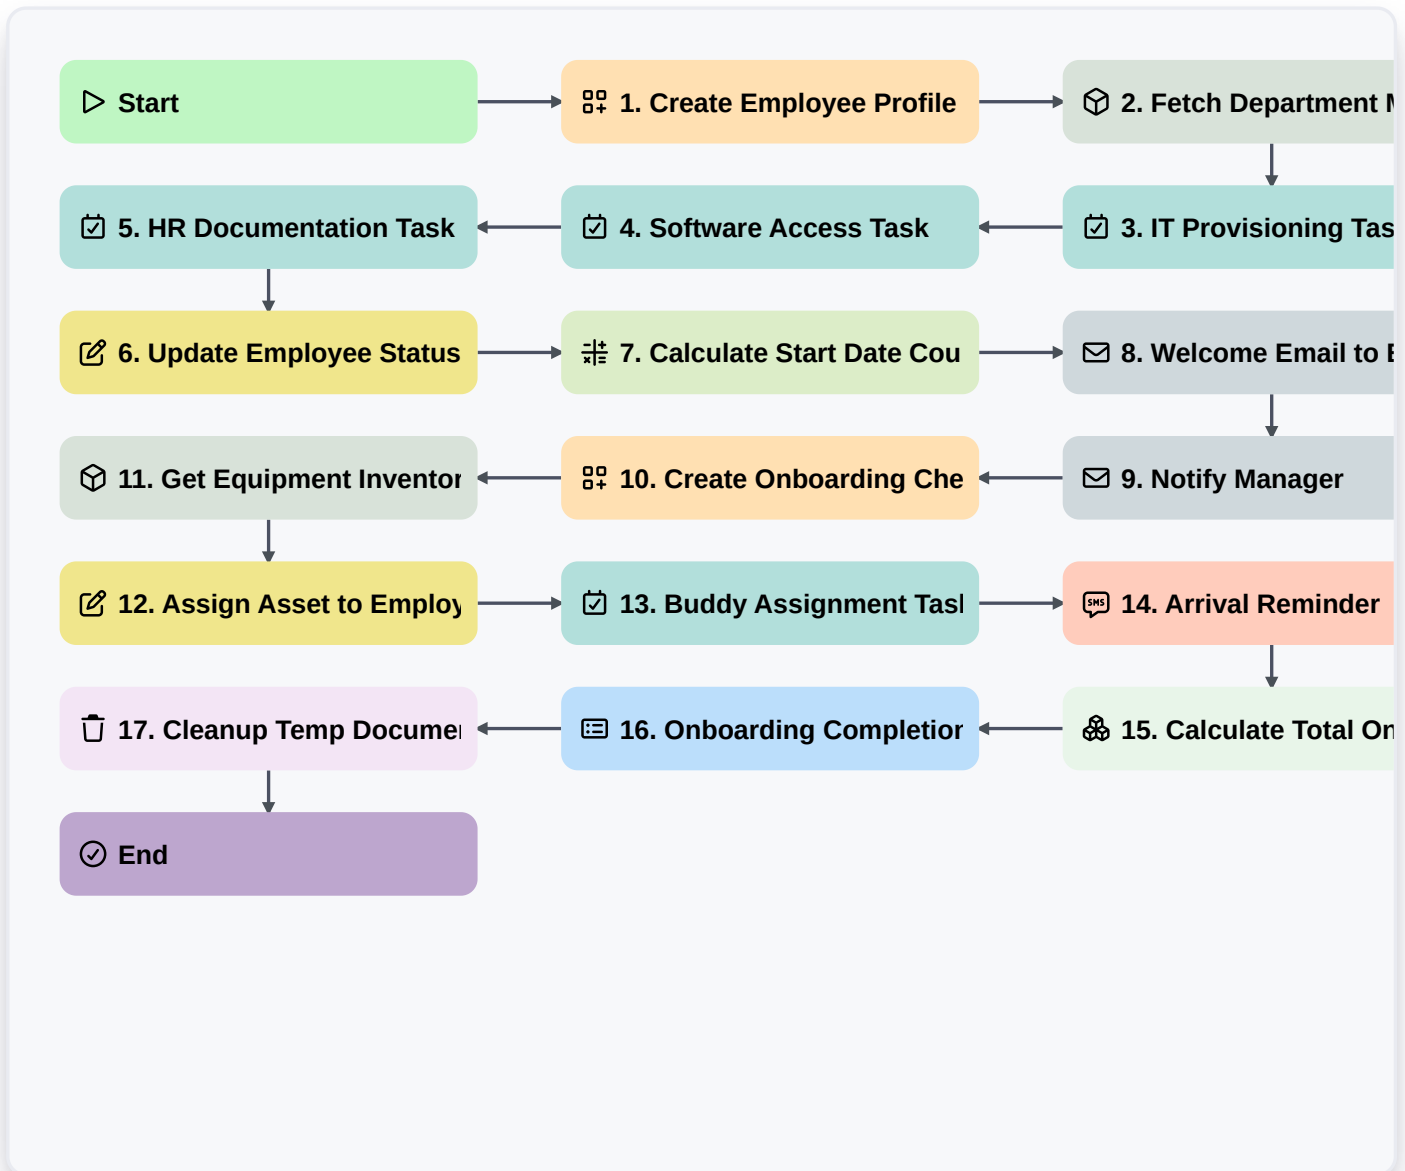 Start
1. Create Employee Profile
2. Fetch Department M
3. IT Provisioning Tas
4. Software Access Task
5. HR Documentation Task
6. Update Employee Status
7. Calculate Start Date Cou
8. Welcome Email to E
9. Notify Manager
10. Create Onboarding Che
11. Get Equipment Inventor
12. Assign Asset to Employ
13. Buddy Assignment Tas
SMS
14. Arrival Reminder
15. Calculate Total On
16. Onboarding Completion
17. Cleanup Temp Documen
End